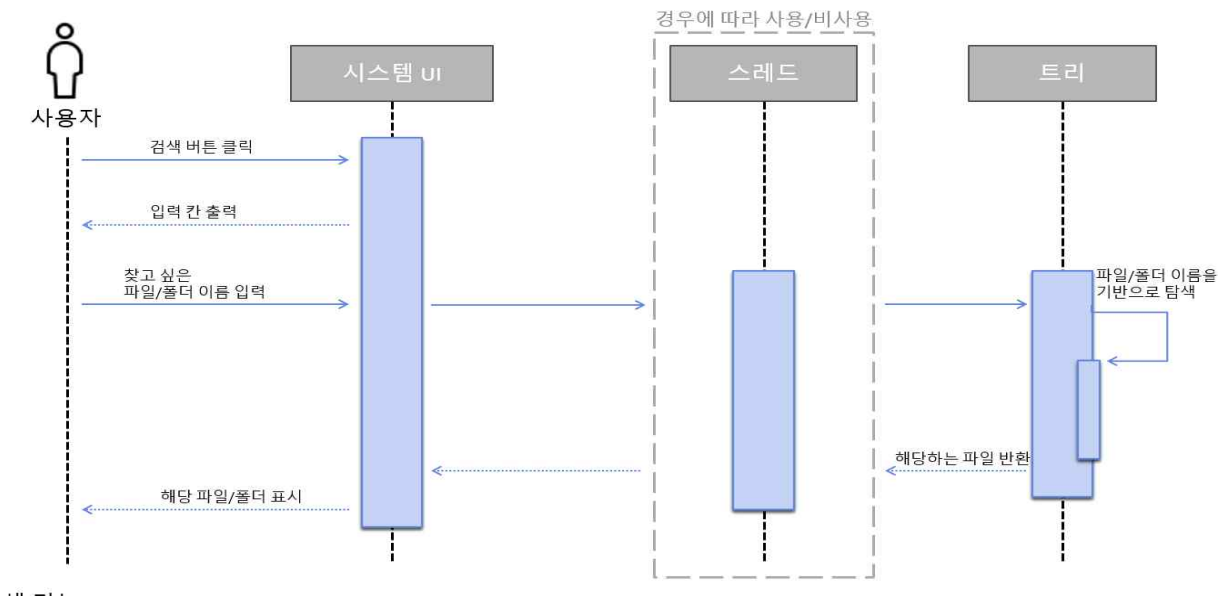 경우에 따라 사용/비사용
시스템 UI
스레드
트리
사용자
검색 버튼 클릭
입력 칸 출력
찾고 싶은
파일/폴더 이름 입력
파일/폴더 이름을
기반으로 탐색
해당하는 파일 반환
해당 파일/폴더 표시